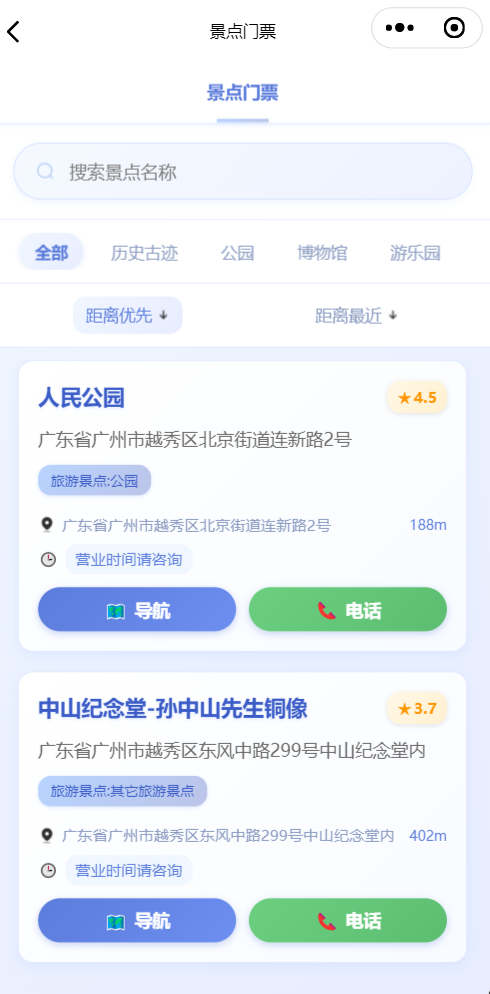 景点门票
景点门票
搜索景点名称
全部 历史古迹 公园 博物馆 游乐园
距离优先 距离最近
人民公园 4.5
广东省广州市越秀区北京街道连新路2号
旅游景点:公园
广东省广州市越秀区北京街道连新路2号 188m
营业时间请咨询
导航 电话
中山纪念堂-孙中山先生铜像 3.7
广东省广州市越秀区东风中路299号中山纪念堂内
旅游景点:其它旅游景点
广东省广州市越秀区东风中路299号中山纪念堂内 402m
营业时间请咨询
导航 电话